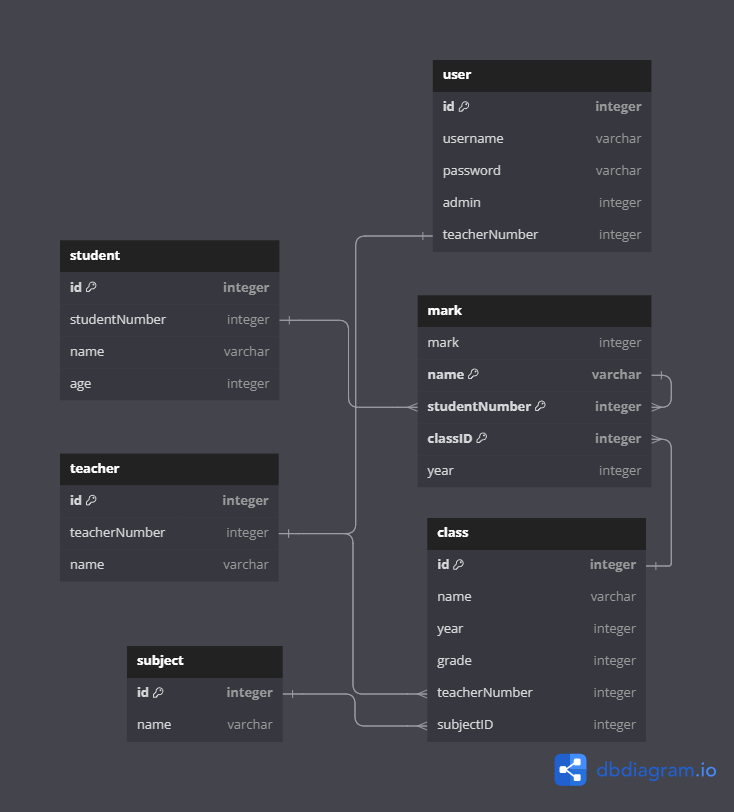 user
id integer
username varchar
password varchar
admin integer
teacherNumber integer
student
id integer
studentNumber integer
name varchar
age integer
mark
mark integer
name varchar
studentNumber integer
classID integer
year integer
teacher
id integer
teacherNumber integer
name varchar
class
id integer
name varchar
year integer
grade integer
teacherNumber integer
subjectID integer
subject
id integer
name varchar
dbdiagram.io